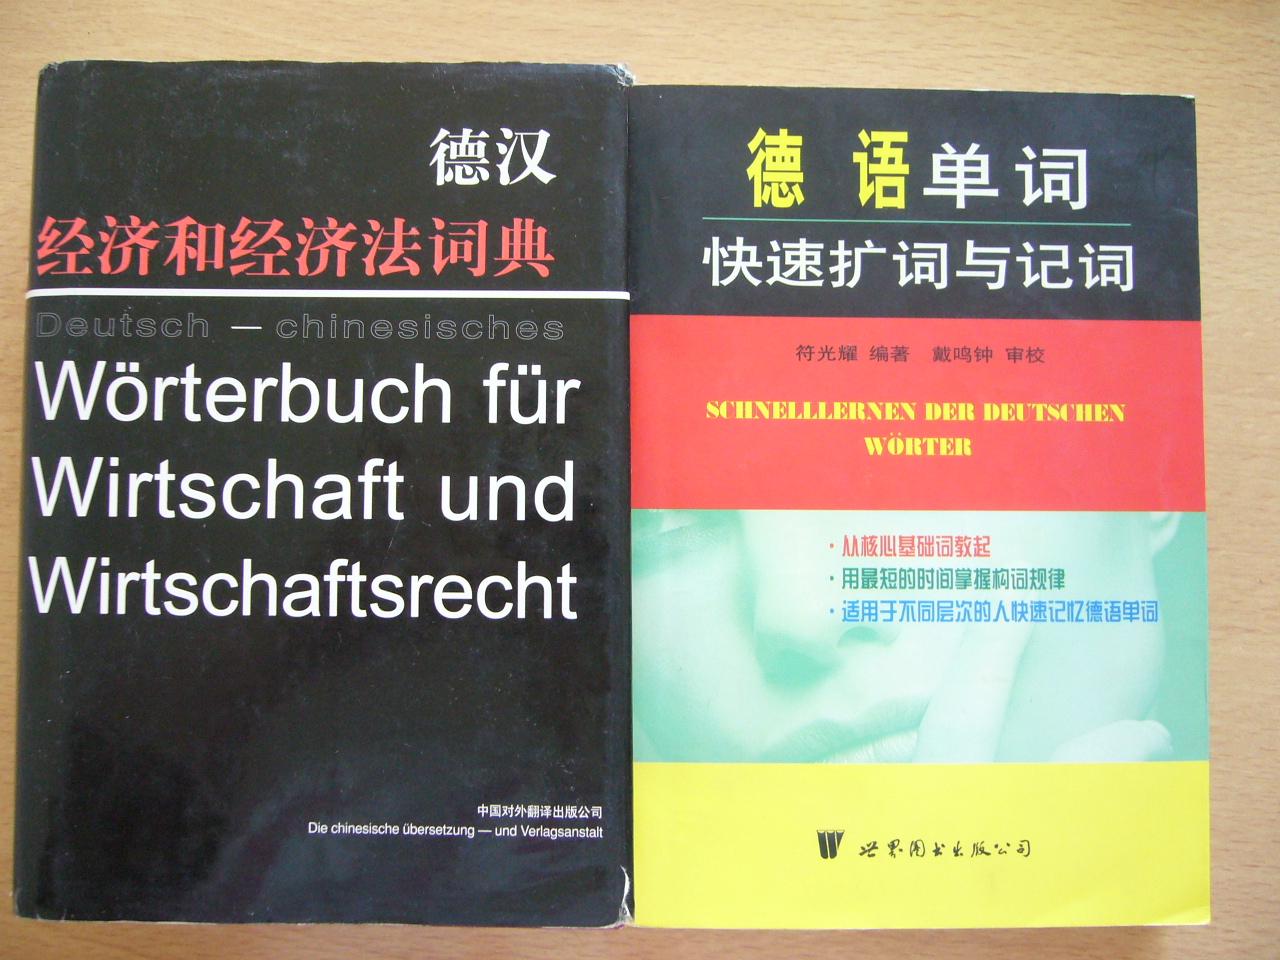 德汉
经济和经济法词典
Deutsch — chinesisches
Wörterbuch für
Wirtschaft und
Wirtschaftsrecht
中国对外翻译出版公司
Die chinesische übersetzung — und Verlagsanstalt
德语单词
快速扩词与记词
符光耀 编著 戴鸣钟 审校
SCHNELLLERNEN DER DEUTSCHEN
WÖRTER
·从核心基础词教起
·用最短的时间掌握构词规律
·适用于不同层次的人快速记忆德语单词
世界图书出版公司